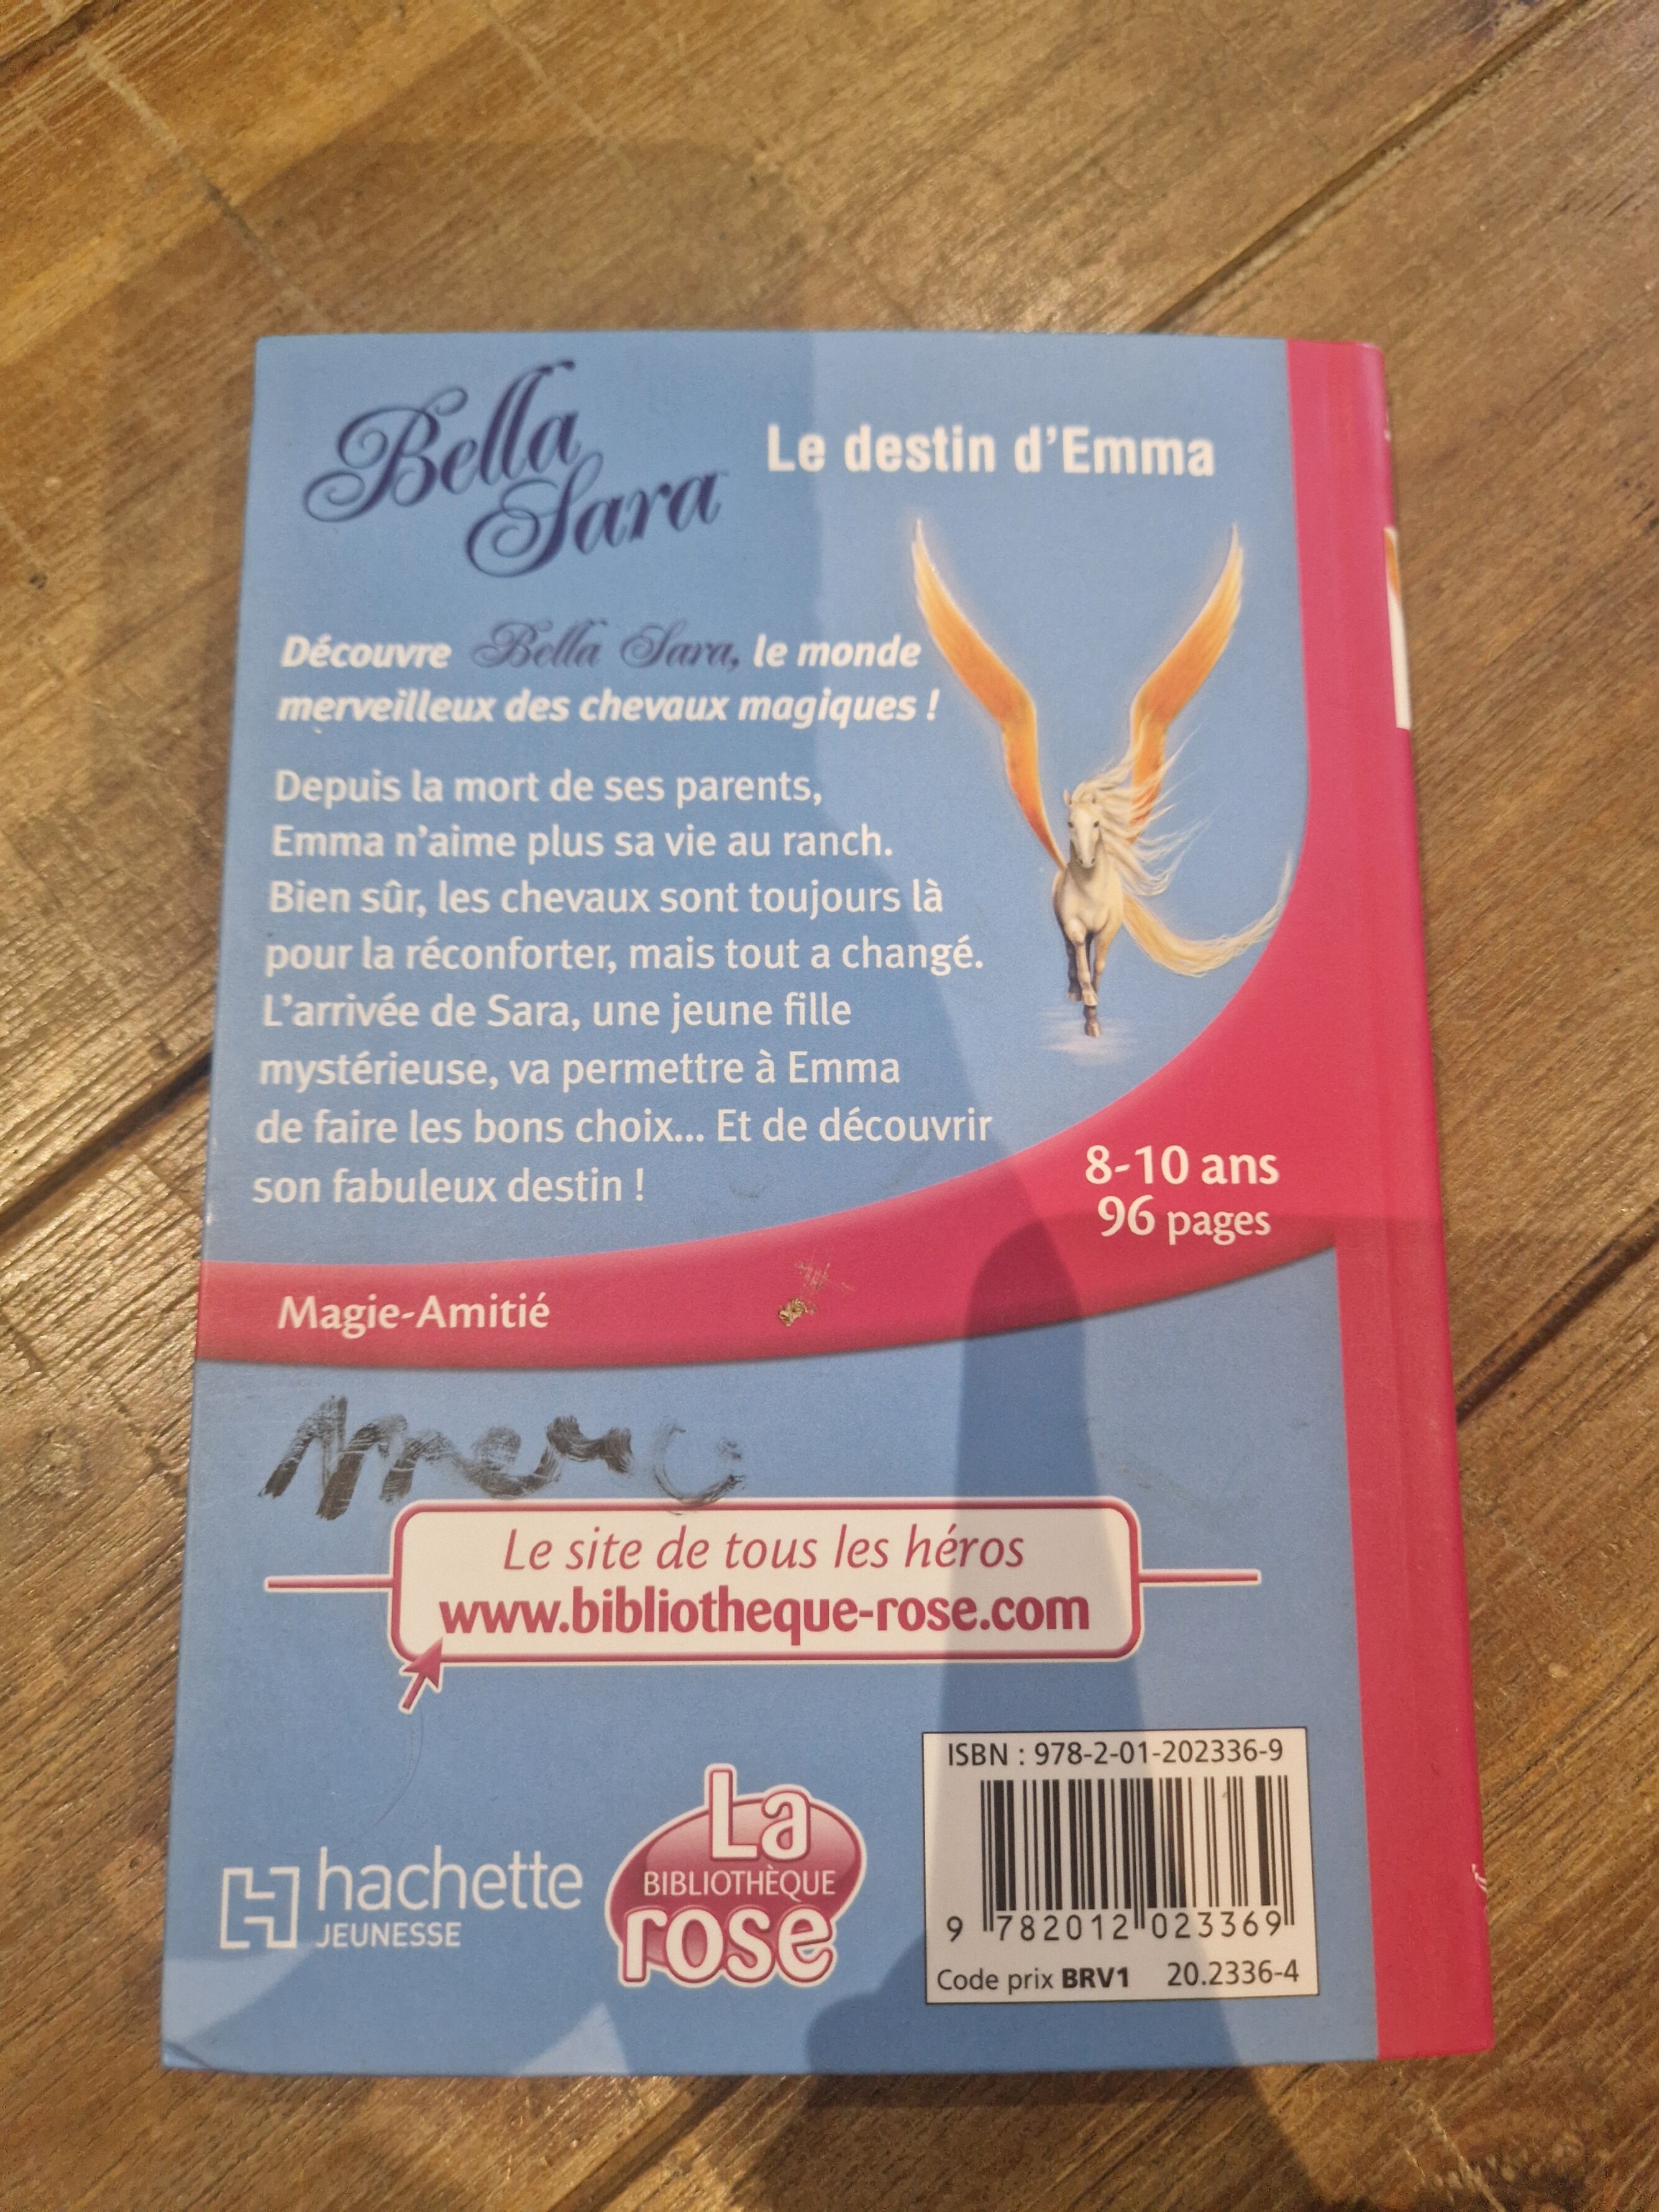 Bella
Sara
Le destin d'Emma
Découvre Bella Sara, le monde
merveilleux des chevaux magiques !
Depuis la mort de ses parents,
Emma n'aime plus sa vie au ranch.
Bien sûr, les chevaux sont toujours là
pour la réconforter, mais tout a changé.
L'arrivée de Sara, une jeune fille
mystérieuse, va permettre à Emma
de faire les bons choix... Et de découvrir
son fabuleux destin !
8-10 ans
96 pages
Magie-Amitié
Le site de tous les héros
www.bibliotheque-rose.com
hachette
JEUNESSE
La
BIBLIOTHÈQUE
rose
ISBN : 978-2-01-202336-9
9 782012 023369
Code prix BRV1 20.2336-4